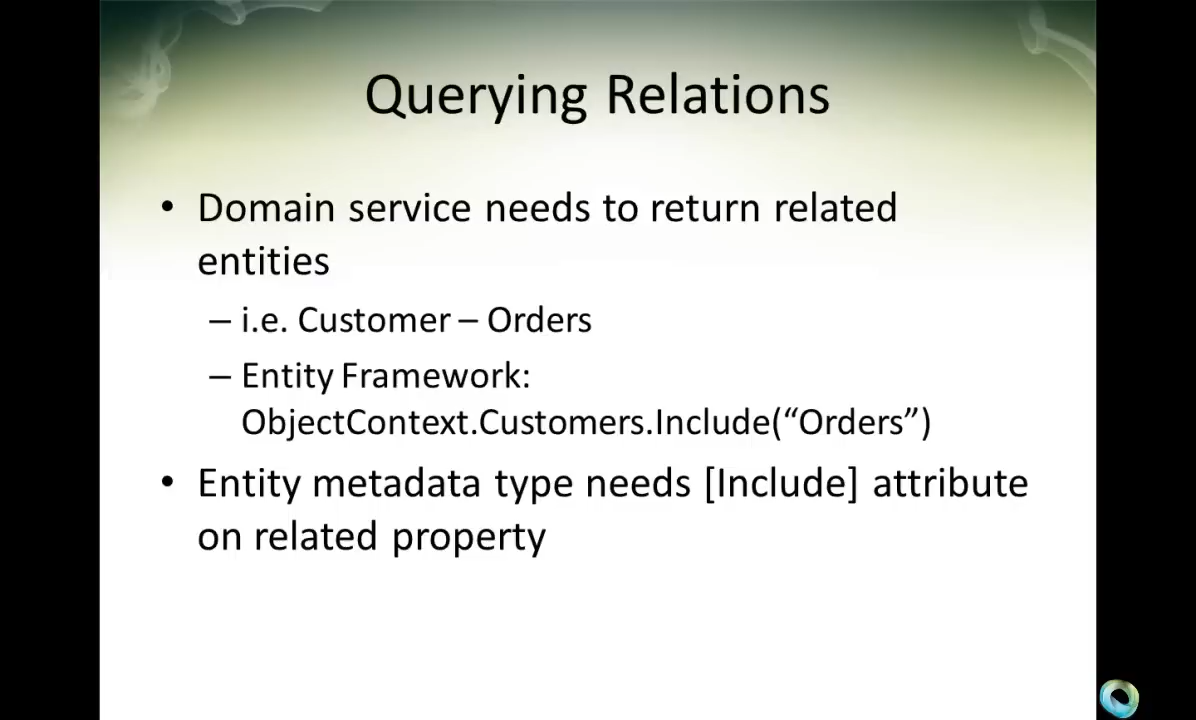 Querying Relations
• Domain service needs to return related
entities
– i.e. Customer – Orders
– Entity Framework:
ObjectContext.Customers.Include(“Orders”)
• Entity metadata type needs [Include] attribute
on related property